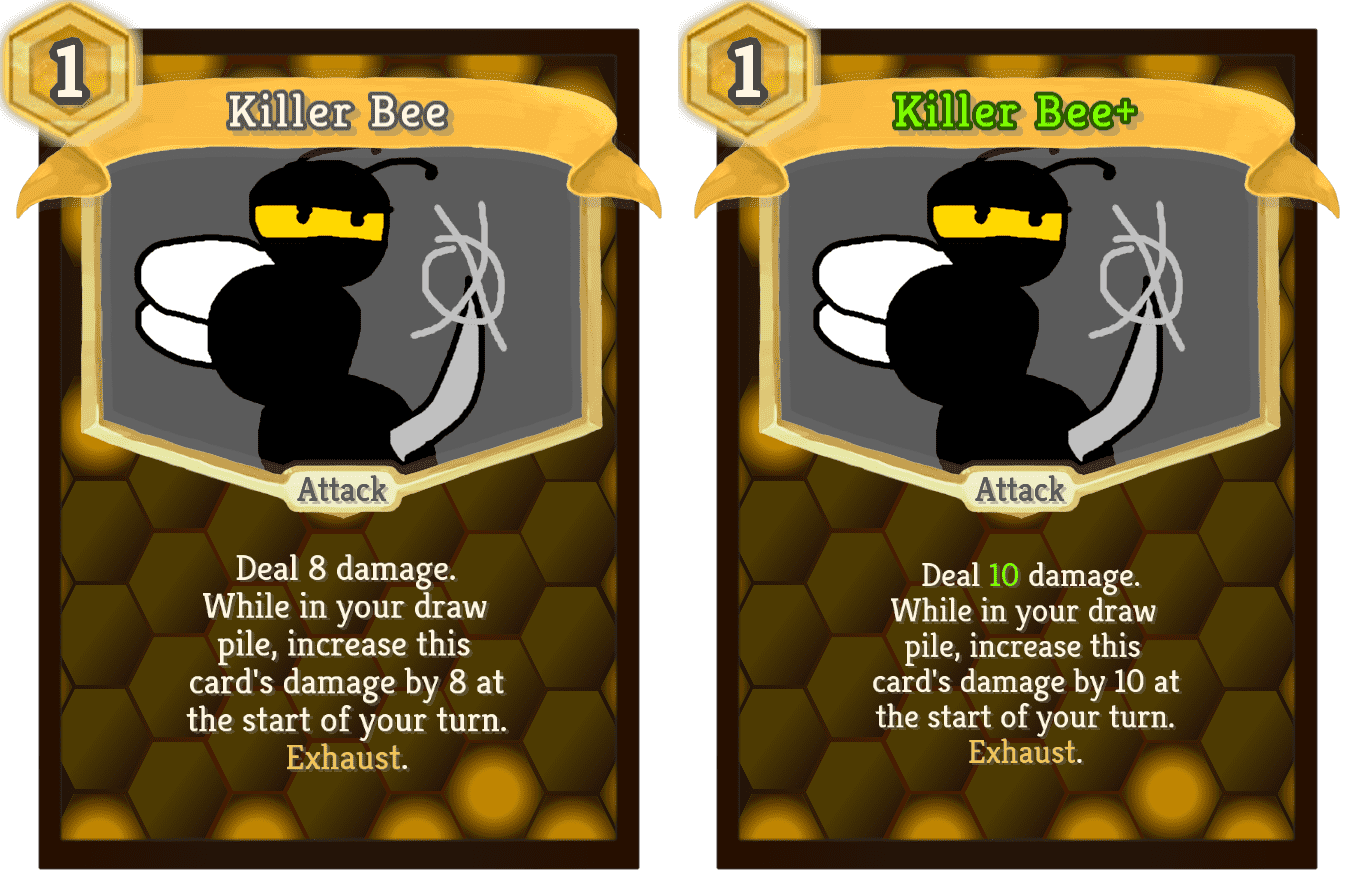 1
Killer Bee
Attack
Deal 8 damage.
While in your draw
pile, increase this
card's damage by 8 at
the start of your turn.
Exhaust.
1
Killer Bee+
Attack
Deal 10 damage.
While in your draw
pile, increase this
card's damage by 10 at
the start of your turn.
Exhaust.